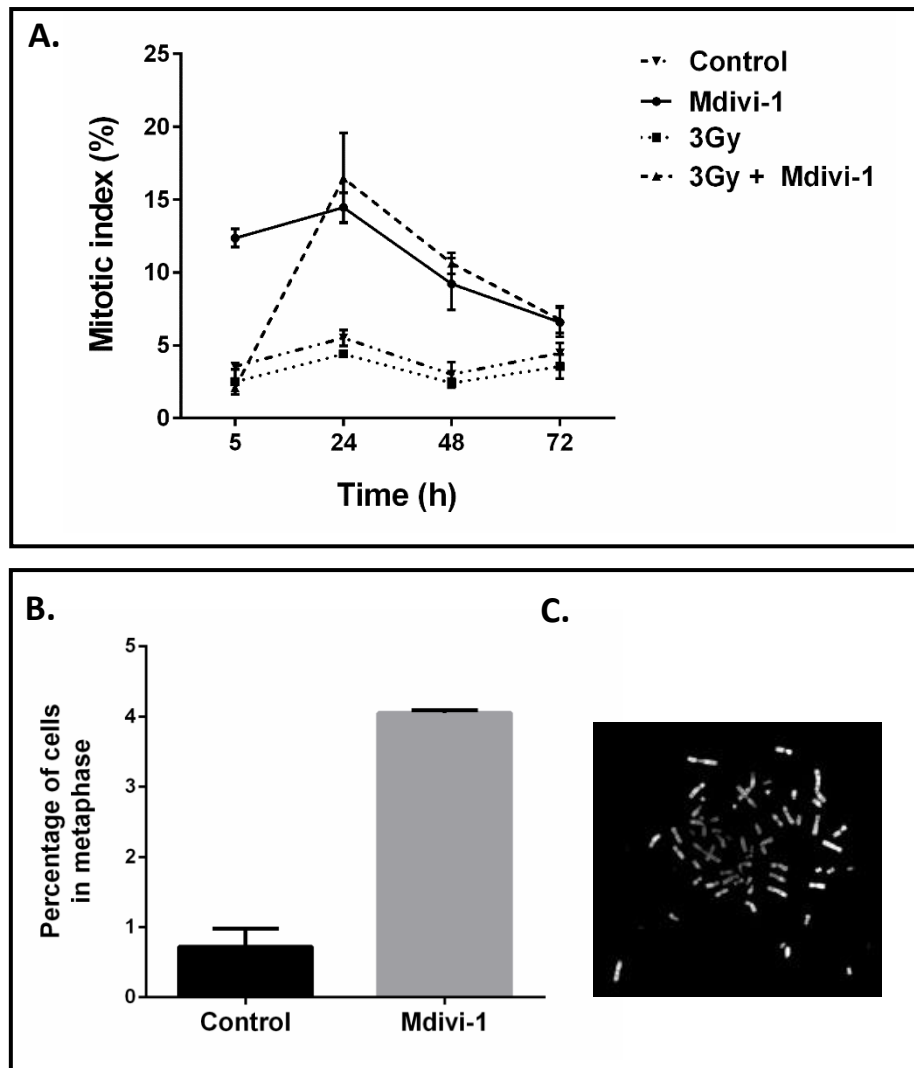 A.
25
20
15
10
5
0
Mitotic index (%)
5 24 48 72
Time (h)
Control
Mdivi-1
3Gy
3Gy + Mdivi-1
B.
5
4
3
2
1
0
Percentage of cells
in metaphase
Control Mdivi-1
C.